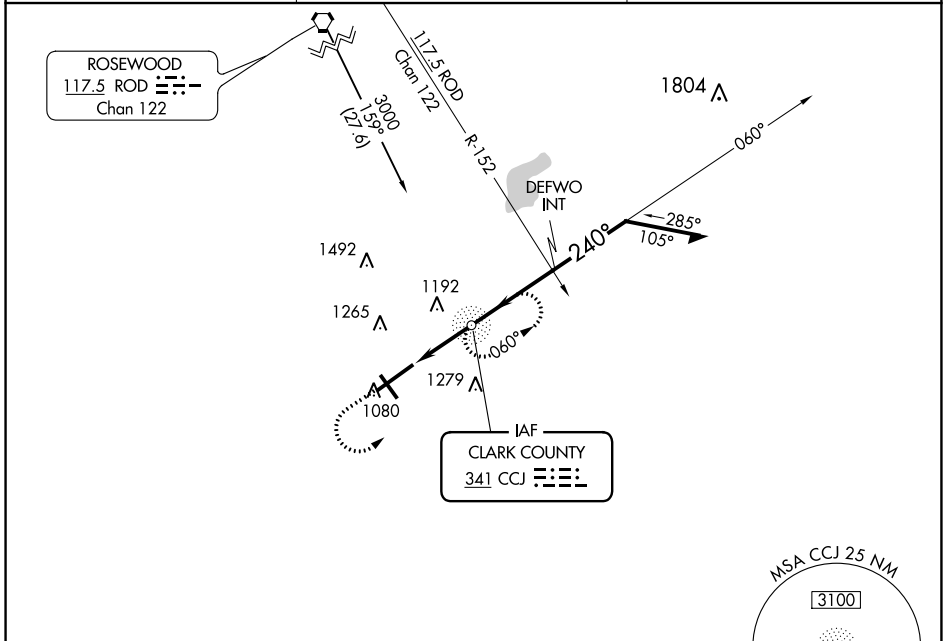 ROSEWOOD
117.5 ROD
Chan 122
3000
159°
(27.6)
117.5 ROD
Chan 122
R-152
1804
060°
DEFWO
INT
240°
285°
105°
1492
1192
1265
060°
1279
1080
IAF
CLARK COUNTY
341 CCJ
MSA CCJ 25 NM
3100